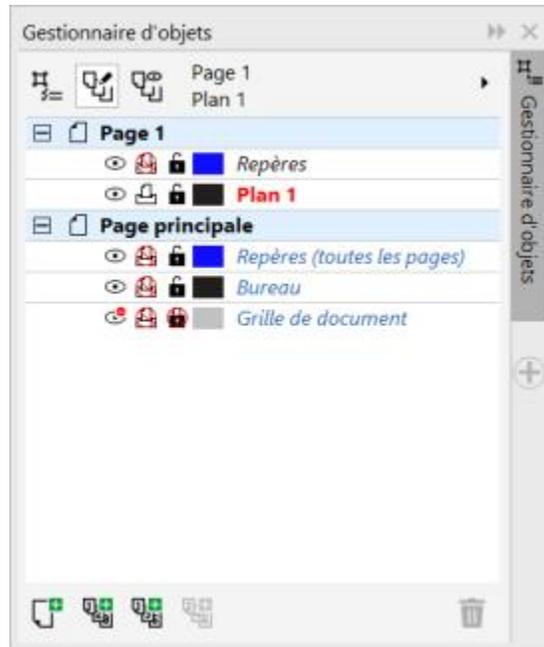 Gestionnaire d'objets
Page 1
Plan 1
Page 1
Repères
Plan 1
Page principale
Repères (toutes les pages)
Bureau
Grille de document
Gestionnaire d'objets